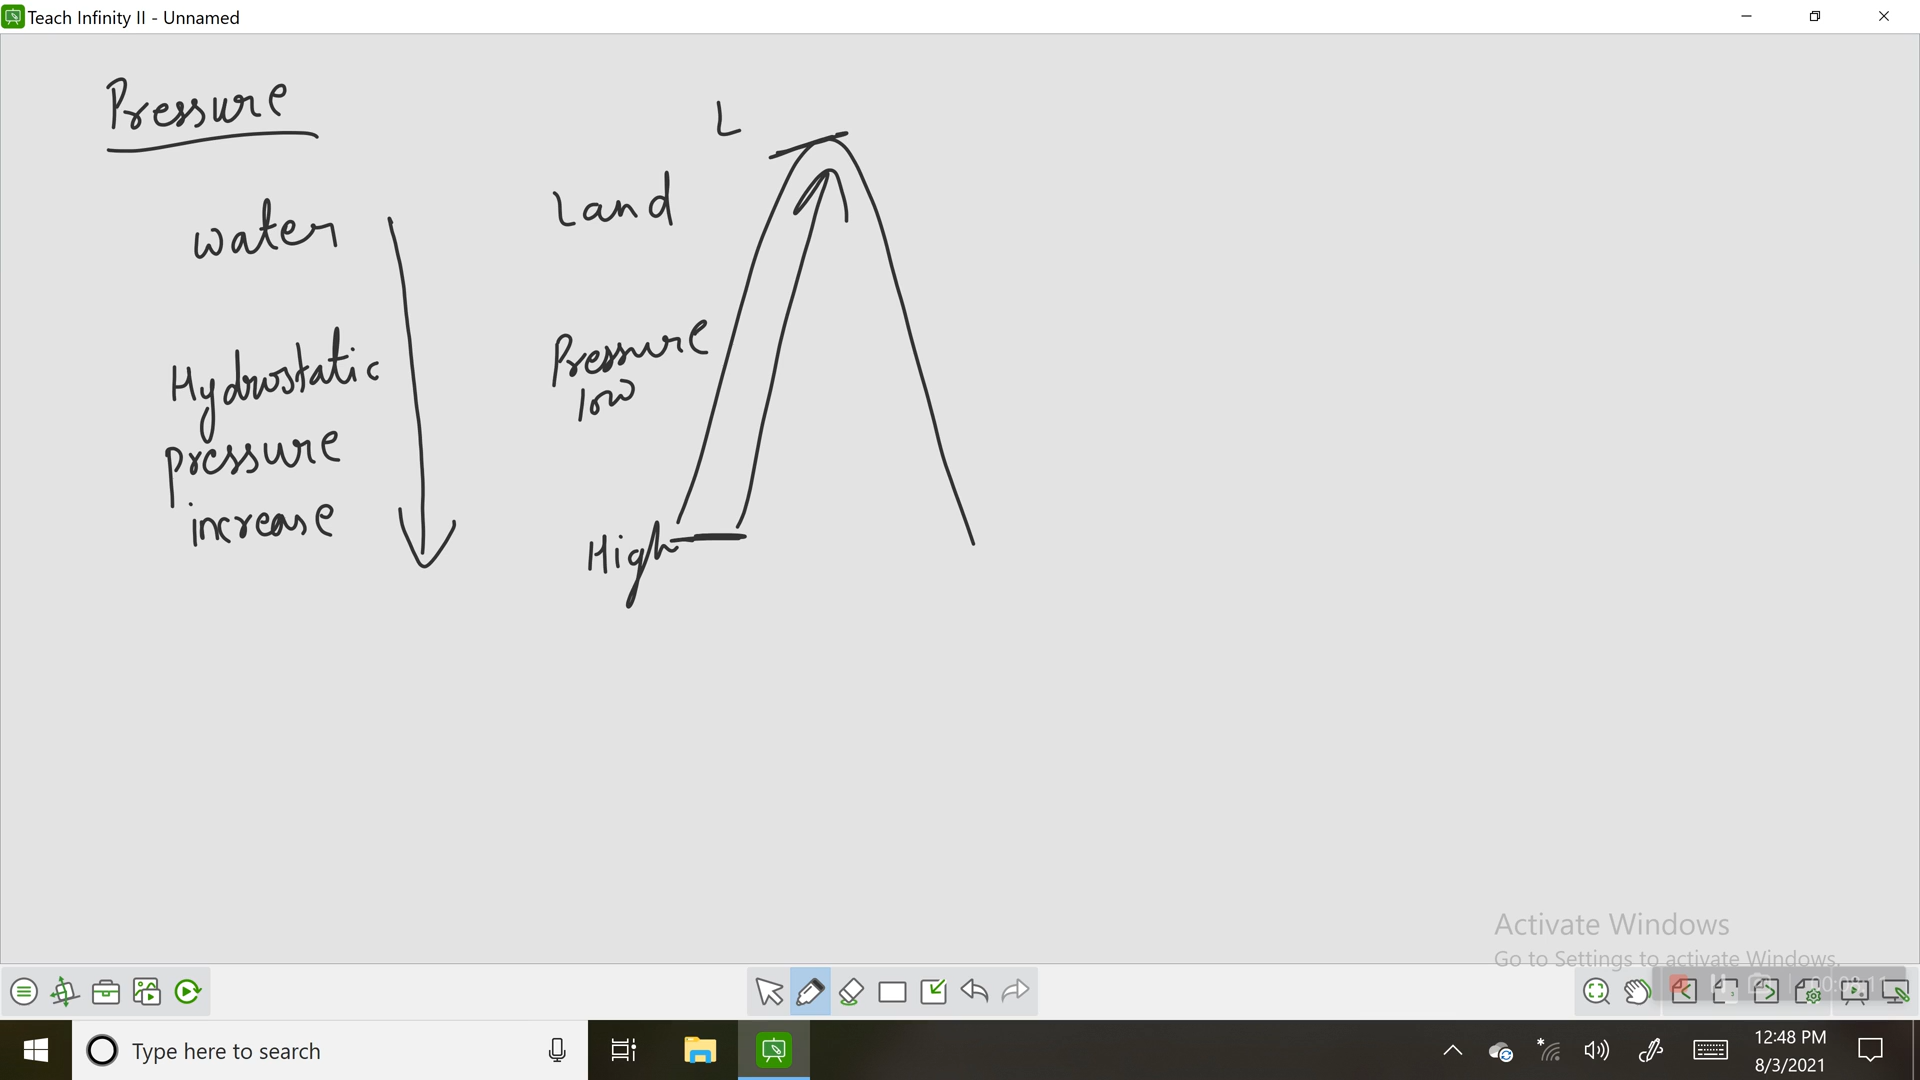 Teach Infinity II - Unnamed
Pressure
water
Hydrostatic
pressure
increase
L
Land
Pressure
low
High
Activate Windows
Go to Settings to activate Windows.
Type here to search
12:48 PM
8/3/2021